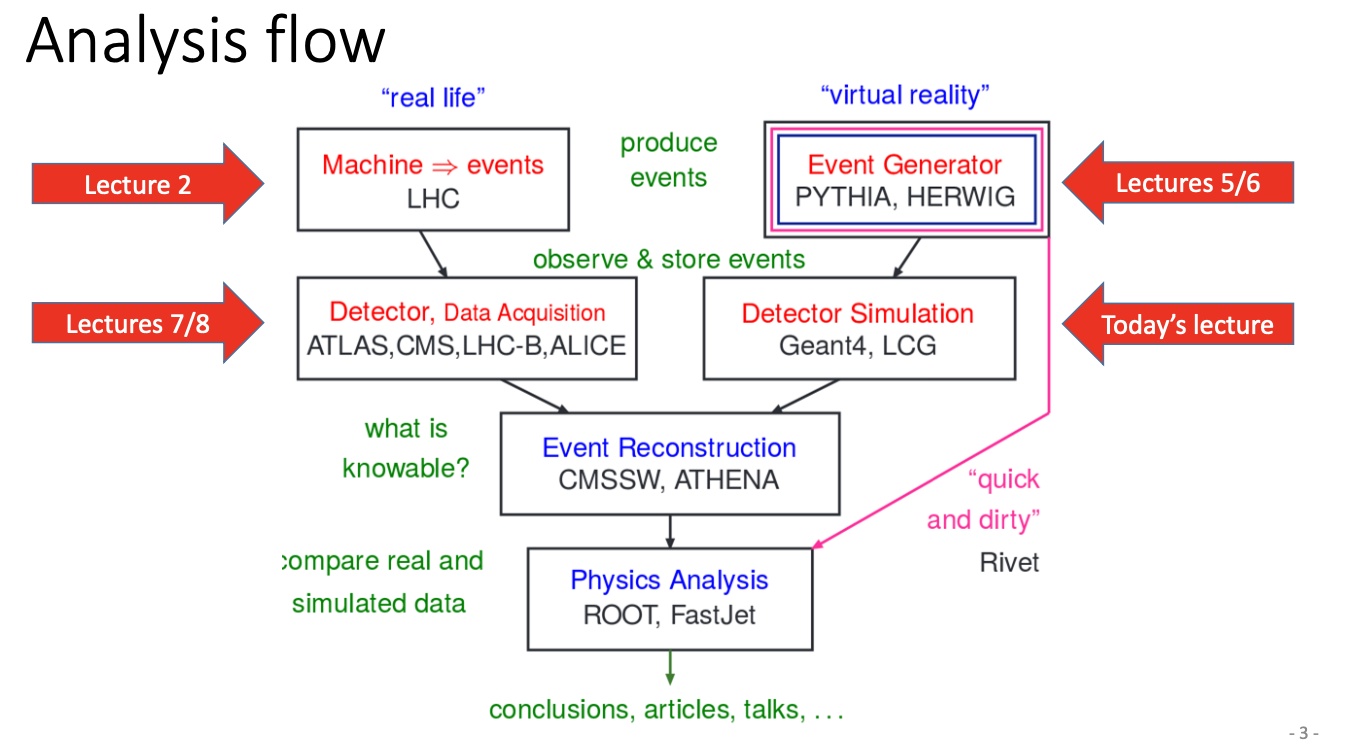 Analysis flow
“real life”
“virtual reality”
Lecture 2
Machine ⇒ events
LHC
produce
events
Event Generator
PYTHIA, HERWIG
Lectures 5/6
observe & store events
Lectures 7/8
Detector, Data Acquisition
ATLAS,CMS,LHC-B,ALICE
Detector Simulation
Geant4, LCG
Today’s lecture
what is
knowable?
Event Reconstruction
CMSSW, ATHENA
“quick
and dirty”
Rivet
compare real and
simulated data
Physics Analysis
ROOT, FastJet
conclusions, articles, talks, . . .
- 3 -